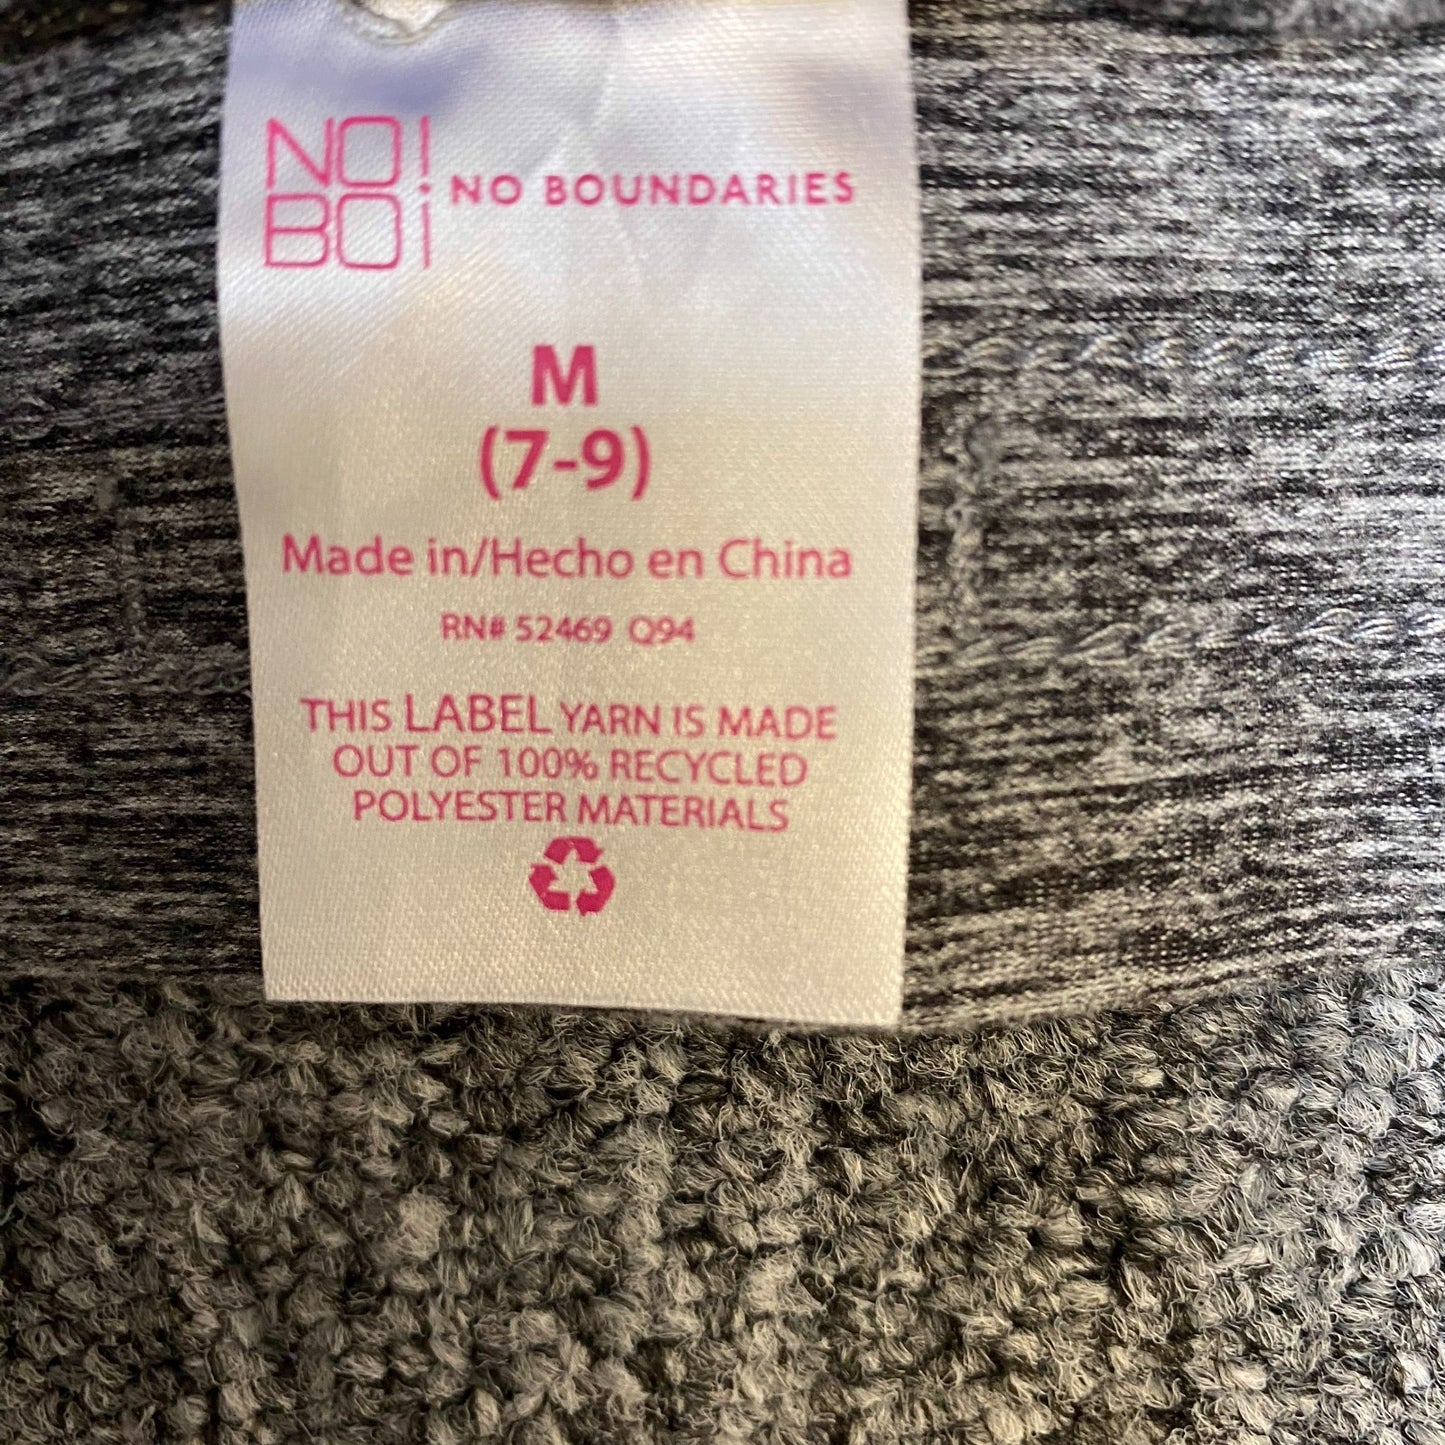 NO!
BO¡ NO BOUNDARIES
M
(7-9)
Made in/Hecho en China
RN# 52469 Q94
THIS LABEL YARN IS MADE
OUT OF 100% RECYCLED
POLYESTER MATERIALS